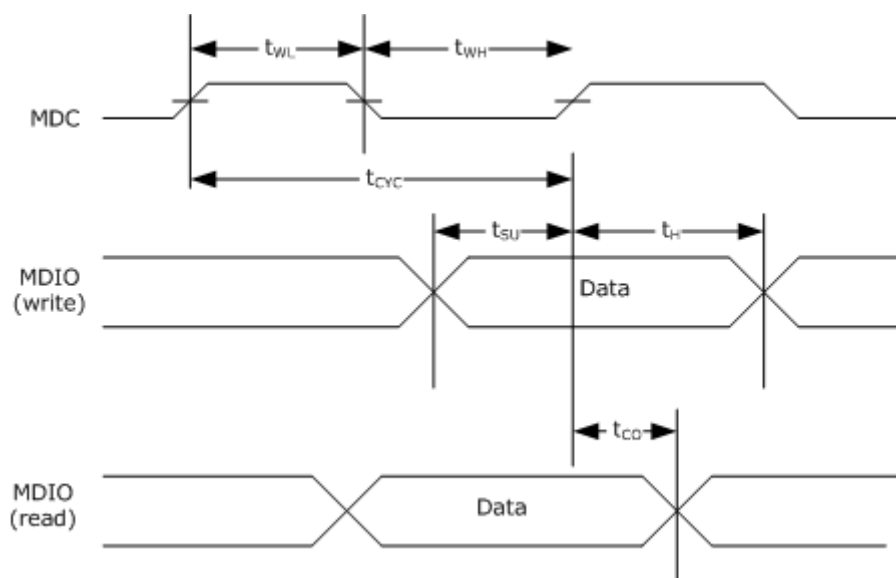 tWL tWH
MDC
tCYC
tSU tH
MDIO
(write)
Data
tCO
MDIO
(read)
Data